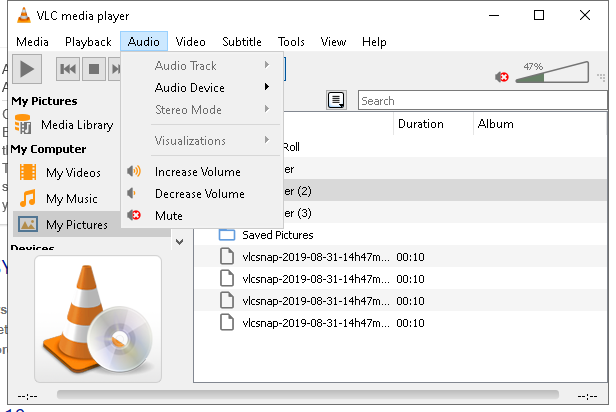 VLC media player
Media Playback Audio Video Subtitle Tools View Help
Audio Track
47%
Audio Device
Stereo Mode
Visualizations
Increase Volume
Decrease Volume
Mute
My Pictures
Media Library
My Computer
My Videos
My Music
My Pictures
Devices
Search
Duration Album
Roll
er
er (2)
er (3)
Saved Pictures
vlcsnap-2019-08-31-14h47m... 00:10
vlcsnap-2019-08-31-14h47m... 00:10
vlcsnap-2019-08-31-14h47m... 00:10
vlcsnap-2019-08-31-14h47m... 00:10
--:-- --:--